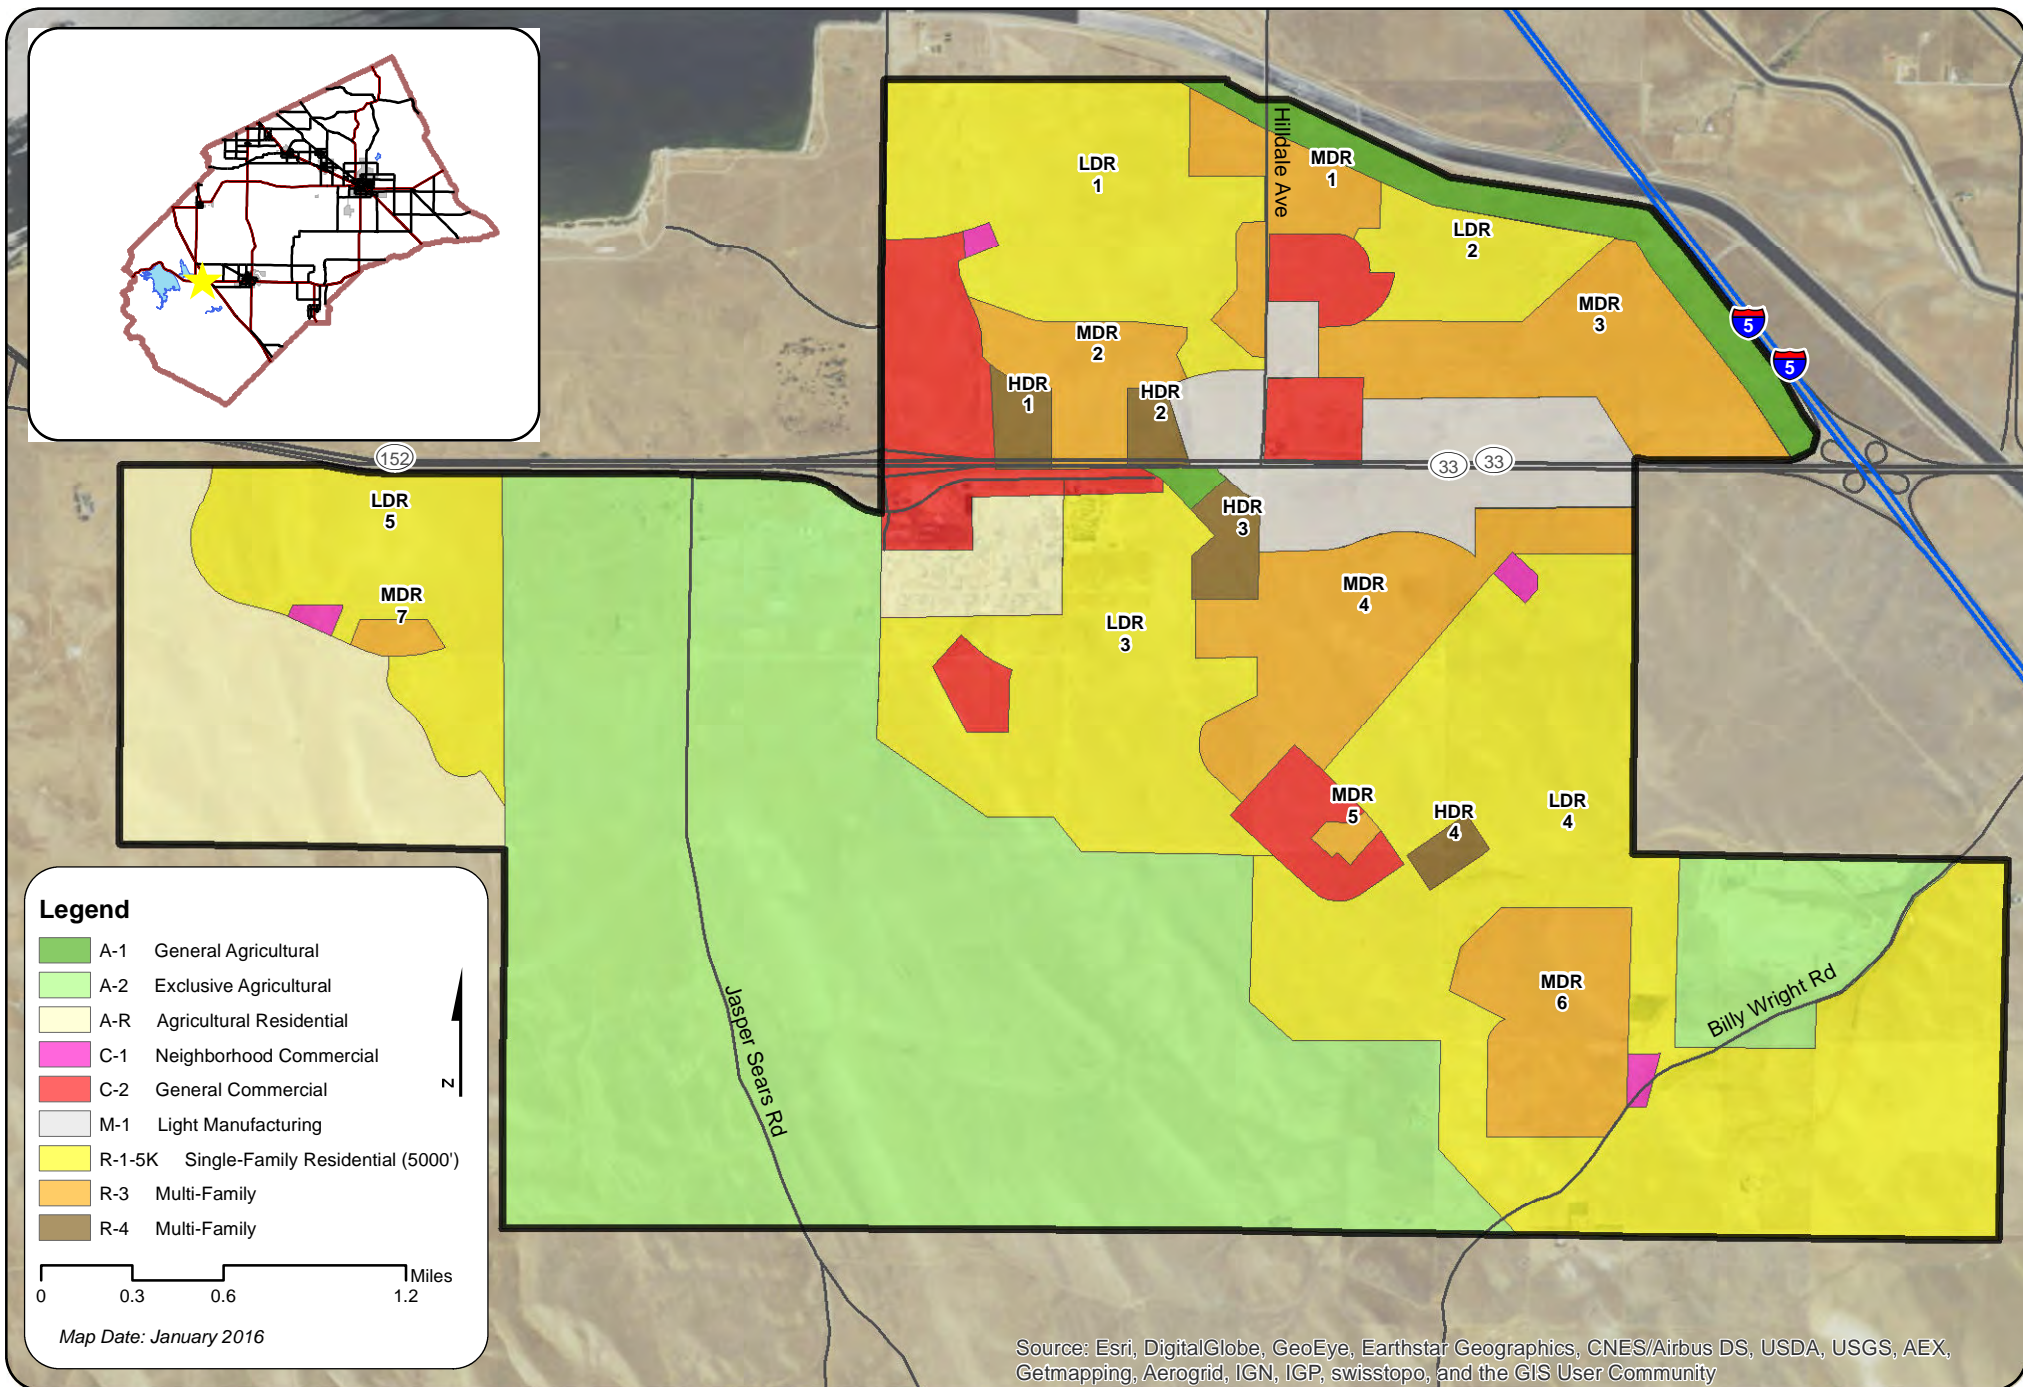 Hilldale Ave
LDR
1
MDR
1
LDR
2
MDR
3
5
5
MDR
2
HDR
1
HDR
2
152
33
33
LDR
5
HDR
3
MDR
7
MDR
4
LDR
3
MDR
5
HDR
4
LDR
4
MDR
6
Billy Wright Rd
Jasper Sears Rd
Legend
A-1 General Agricultural
A-2 Exclusive Agricultural
A-R Agricultural Residential
C-1 Neighborhood Commercial
C-2 General Commercial
M-1 Light Manufacturing
R-1-5K Single-Family Residential (5000')
R-3 Multi-Family
R-4 Multi-Family
N
Miles
0 0.3 0.6 1.2
Map Date: January 2016
Source: Esri, DigitalGlobe, GeoEye, Earthstar Geographics, CNES/Airbus DS, USDA, USGS, AEX,
Getmapping, Aerogrid, IGN, IGP, swisstopo, and the GIS User Community